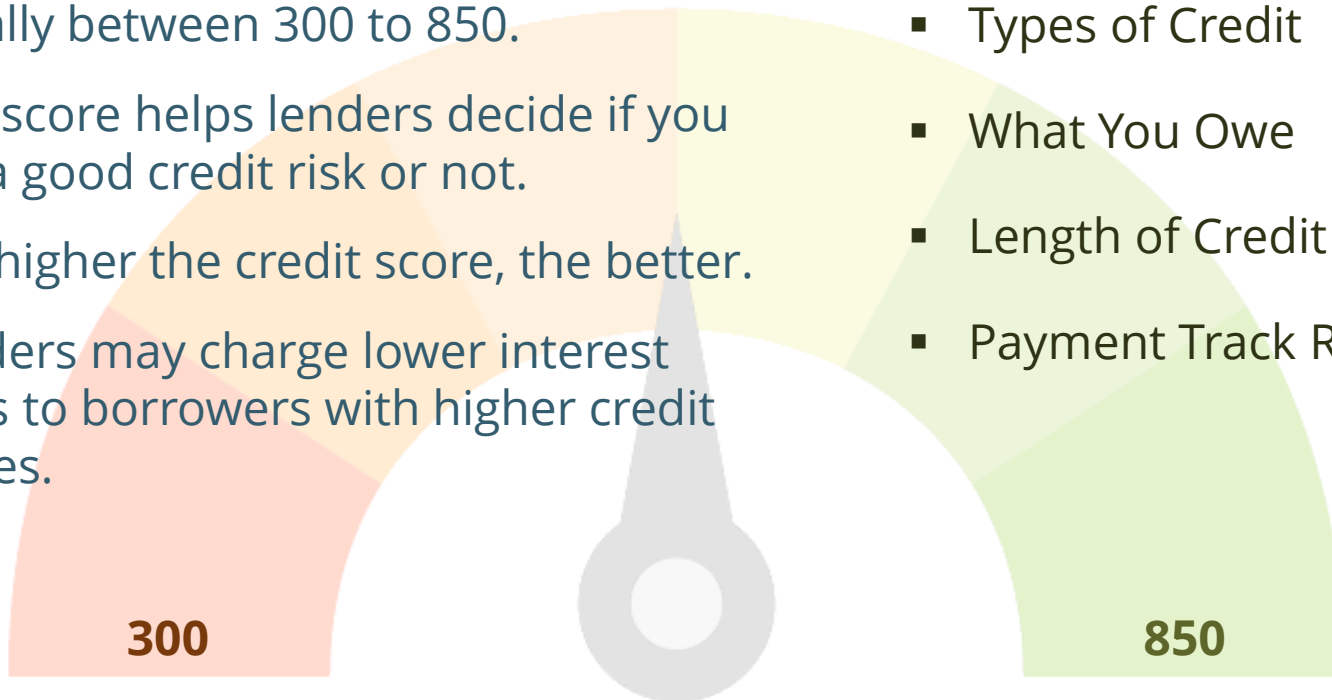 ally between 300 to 850.
score helps lenders decide if you
a good credit risk or not.
higher the credit score, the better.
ders may charge lower interest
s to borrowers with higher credit
es.
▪ Types of Credit
▪ What You Owe
▪ Length of Credit
▪ Payment Track R
300
850